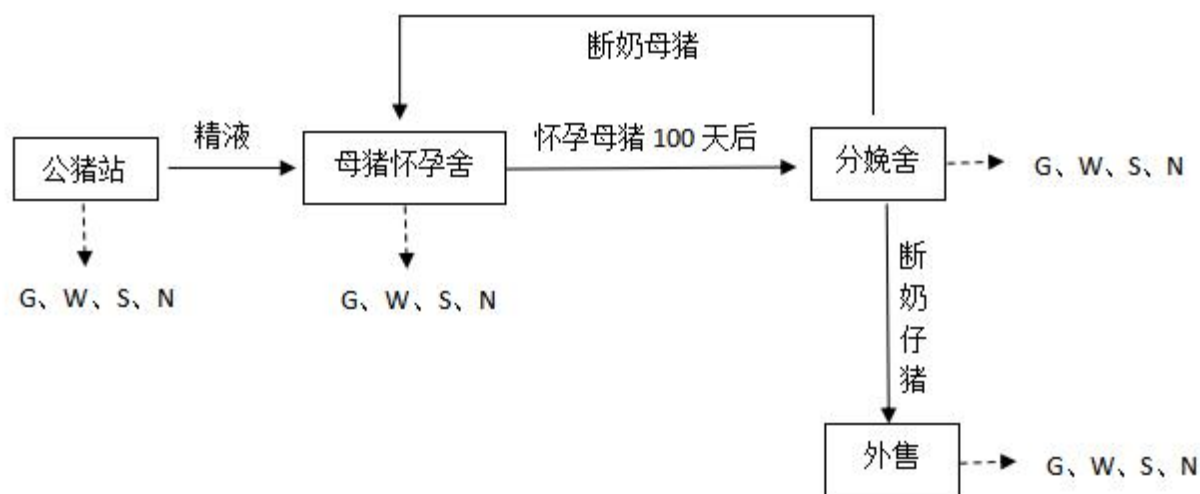 断奶母猪
精液
怀孕母猪 100 天后
公猪站
母猪怀孕舍
分娩舍
G、W、S、N
G、W、S、N
G、W、S、N
断奶仔猪
外售
G、W、S、N